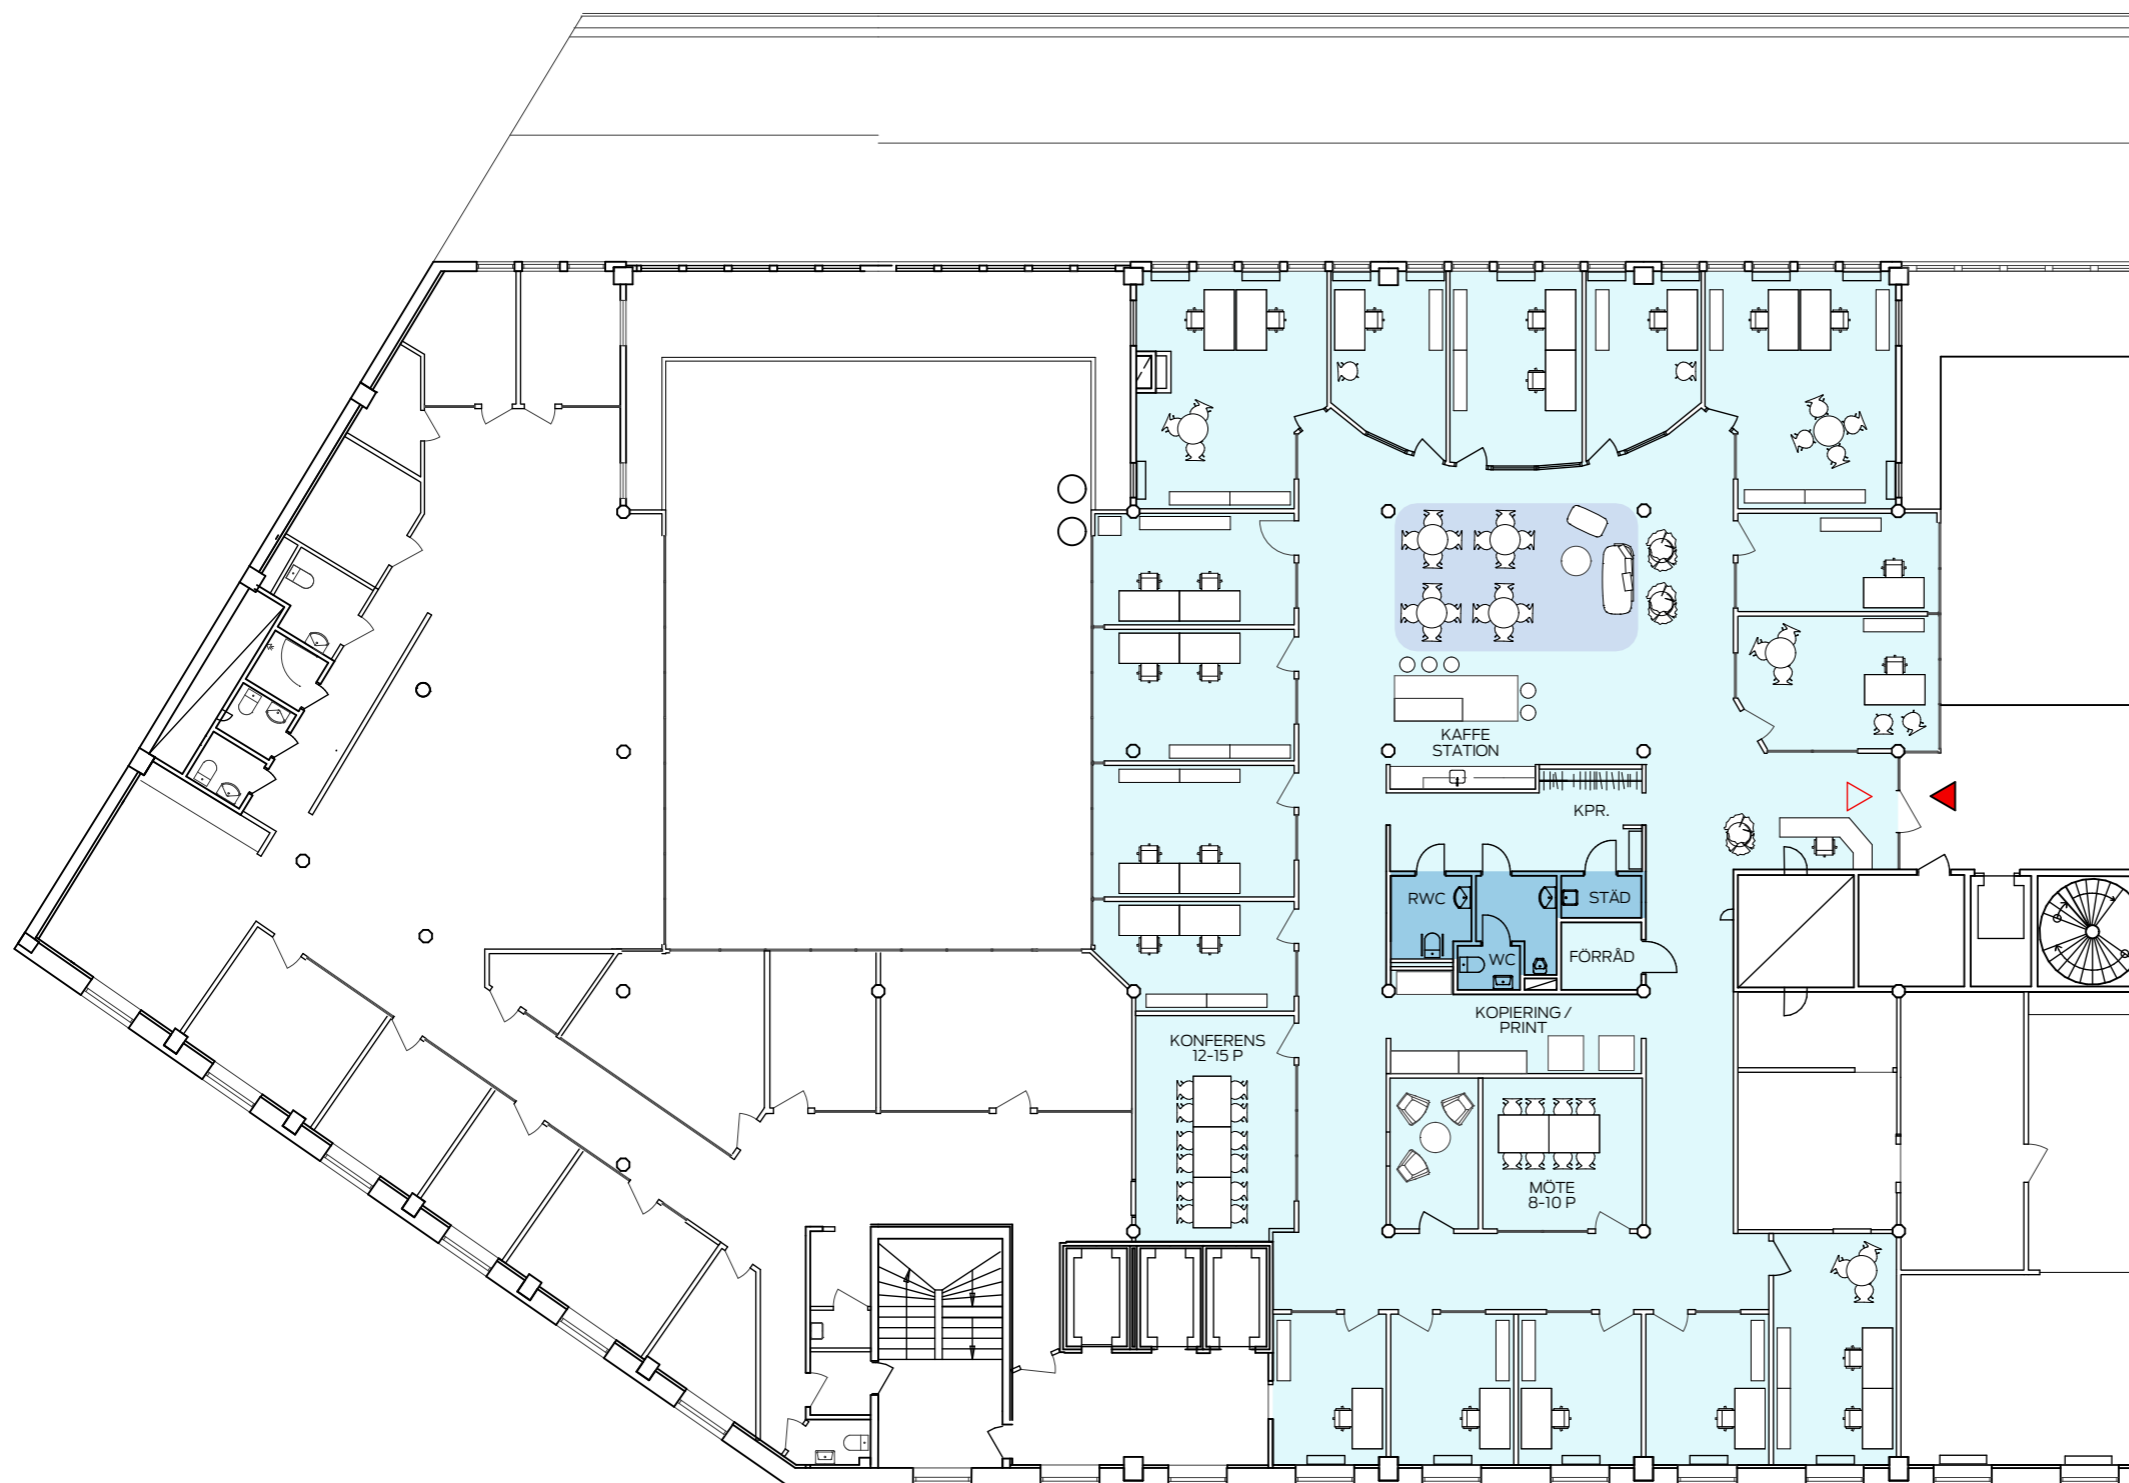 KAFFE
STATION
KPR.
RWC
STÄD
WC
FÖRRÅD
KOPIERING /
PRINT
KONFERENS
12-15 P
MÖTE
8-10 P